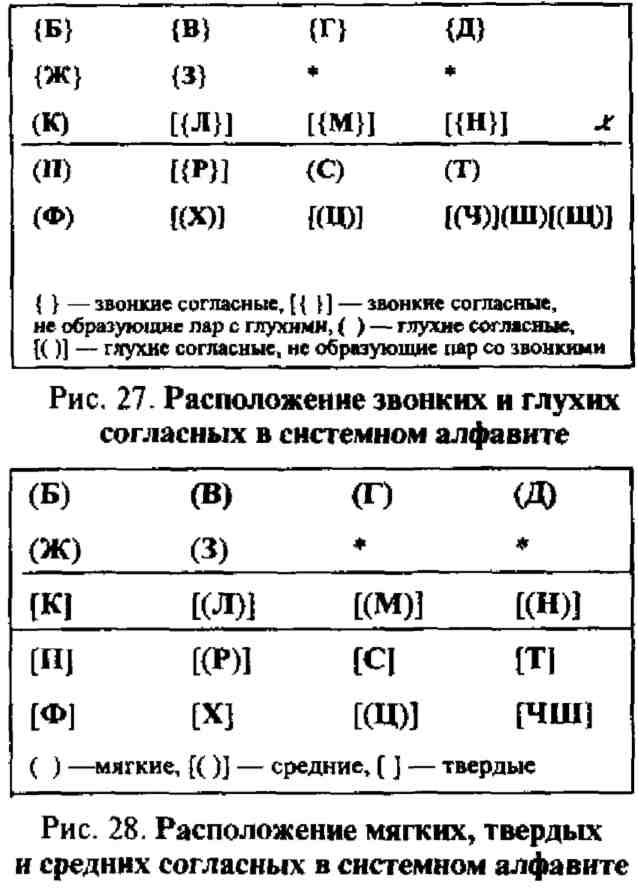 {Б} {В} {Г} {Д}
{Ж} {З} * *
(К) [{Л}] [{М}] [{Н}] x
(П) [{Р}] (С) (Т)
(Ф) [(Х)] [(Ц)] [(Ч)](Ш)[(Щ)]
{ } — звонкие согласные, [{ }] — звонкие согласные,
не образующие пар с глухими, ( ) — глухие согласные,
[( )] — глухие согласные, не образующие пар со звонкими
Рис. 27. Расположение звонких и глухих
согласных в системном алфавите
(Б) (В) (Г) (Д)
(Ж) (З) * *
[К] [(Л)] [(М)] [(Н)]
[П] [(Р)] [С] [Т]
[Ф] [Х] [(Ц)] [ЧШ]
( ) —мягкие, [( )] — средние, [ ] — твердые
Рис. 28. Расположение мягких, твердых
и средних согласных в системном алфавите